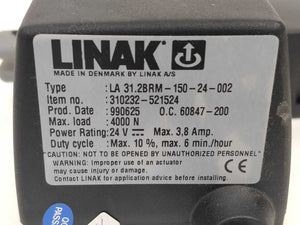 LINAK
MADE IN DENMARK BY LINAK A/S
Type : LA 31.2BRM-150-24-002
Item no. : 310232-521524
Prod. Date : 990625 O.C. 60847-200
Max. load : 4000 N
Power Rating: 24 V Max. 3,8 Amp.
Duty cycle : Max. 10 %, max. 6 min./hour
"CAUTION: NOT TO BE OPENED BY UNAUTHORIZED PERSONNEL"
WARNING: Improper use of an actuator
may cause injury or damage.
Contact LINAK for application advice before installing.